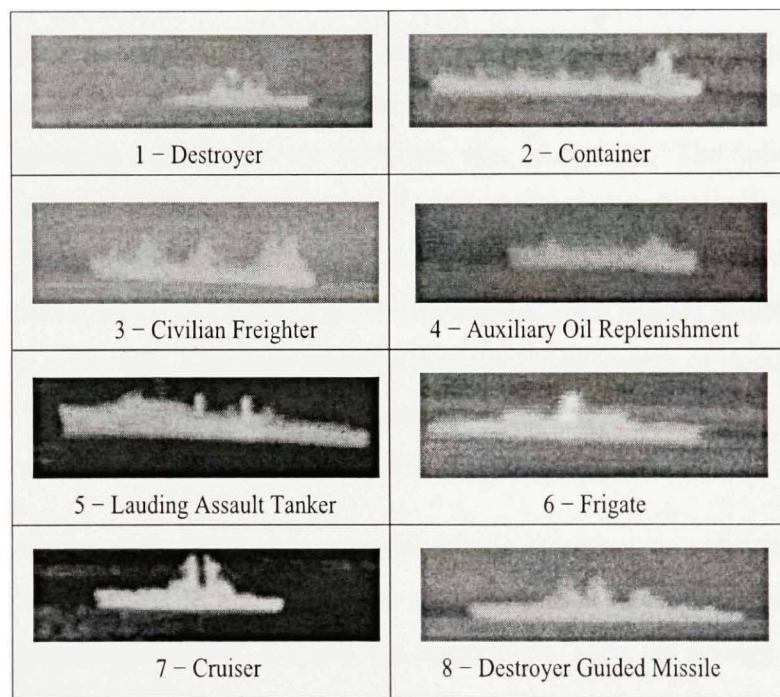 1 − Destroyer
2 − Container
3 − Civilian Freighter
4 − Auxiliary Oil Replenishment
5 − Lauding Assault Tanker
6 − Frigate
7 − Cruiser
8 − Destroyer Guided Missile